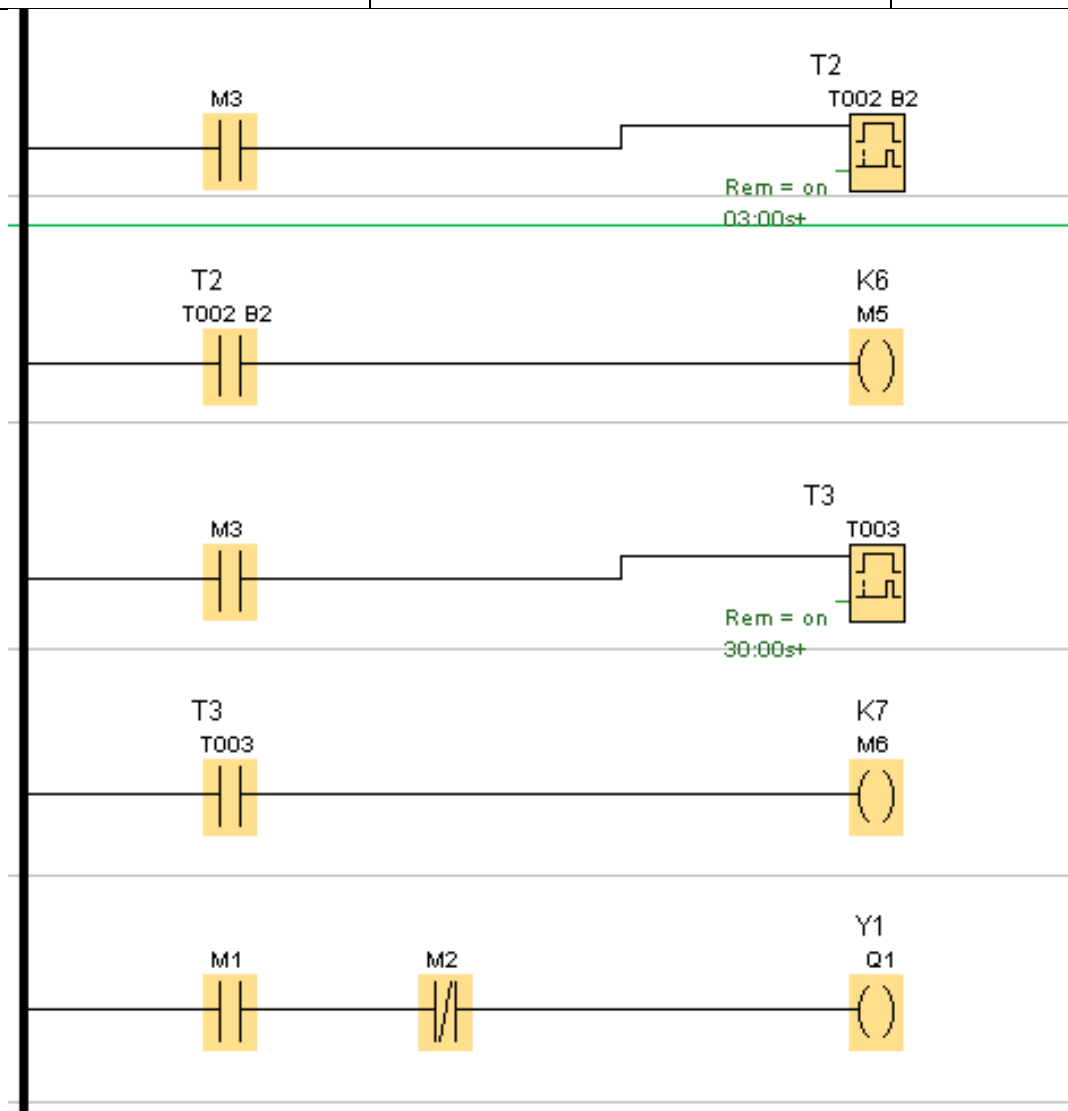 T2
M3
T002 B2
Rem = on
03:00s+
T2
K6
T002 B2
M5
T3
M3
T003
Rem = on
30:00s+
T3
K7
T003
M6
Y1
M1
M2
Q1